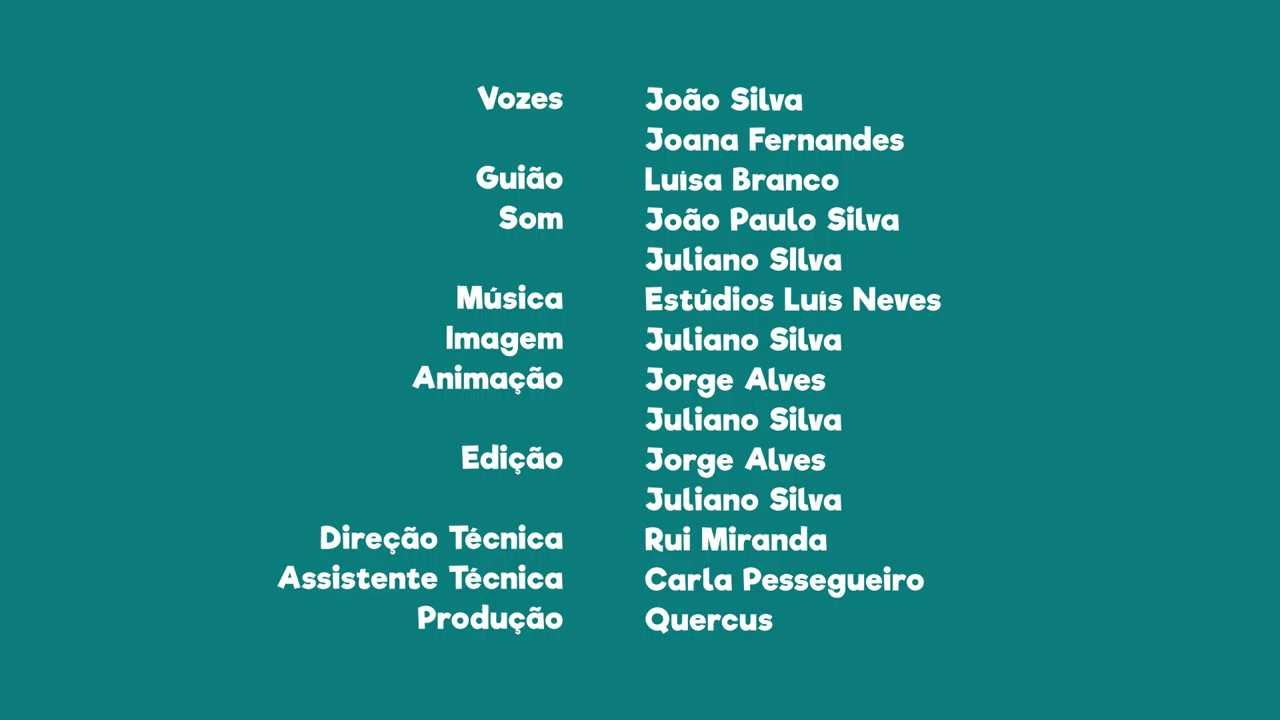 Vozes João Silva
Joana Fernandes
Guião Luísa Branco
Som João Paulo Silva
Juliano SIlva
Música Estúdios Luís Neves
Imagem Juliano Silva
Animação Jorge Alves
Juliano Silva
Edição Jorge Alves
Juliano Silva
Direção Técnica Rui Miranda
Assistente Técnica Carla Pessegueiro
Produção Quercus